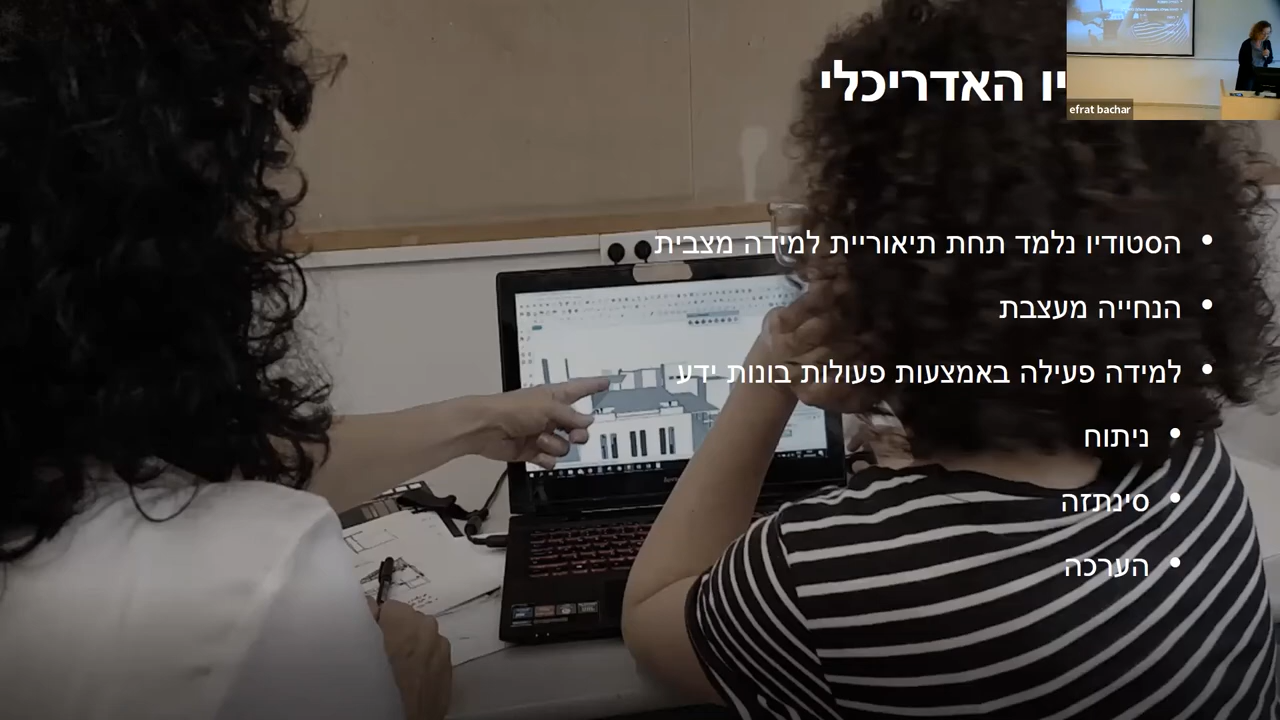 יו האדריכלי
efrat bachar
• הסטודיו נלמד תחת תיאוריית למידה מצבית
• הנחייה מעצבת
• למידה פעילה באמצעות פעולות בונות ידע
• ניתוח
• סינתזה
• הערכה